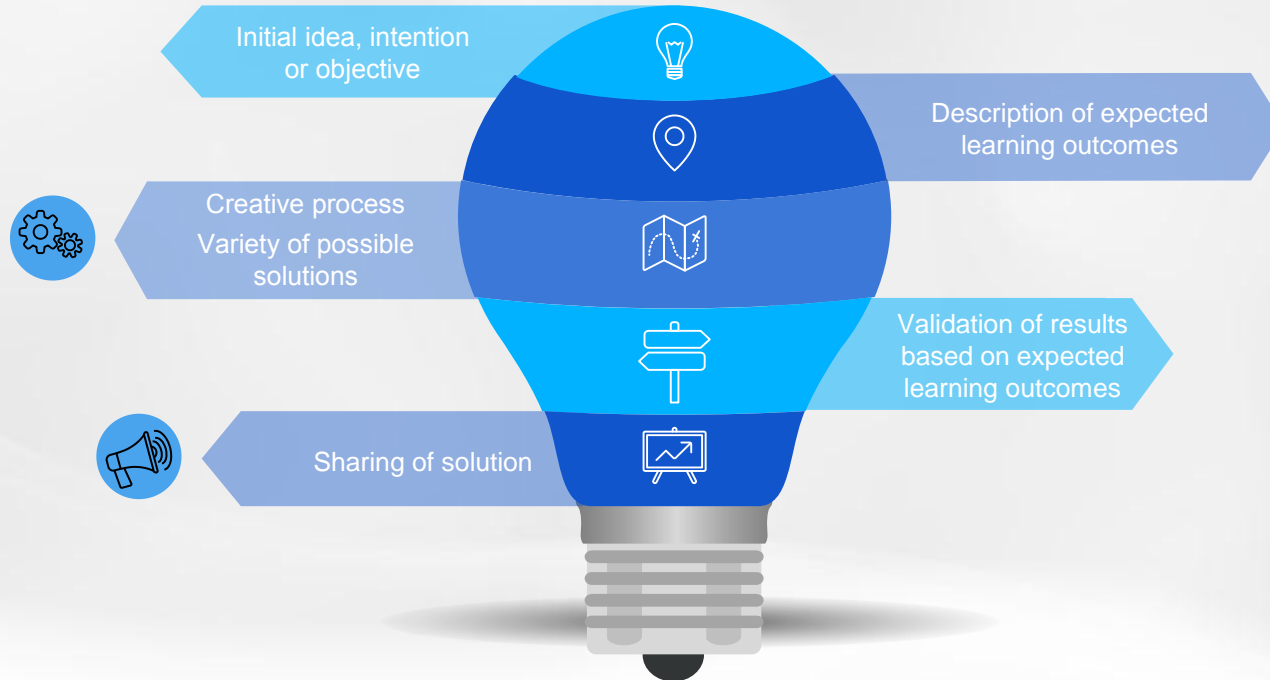 Initial idea, intention
or objective
Description of expected
learning outcomes
Creative process
Variety of possible
solutions
Validation of results
based on expected
learning outcomes
Sharing of solution